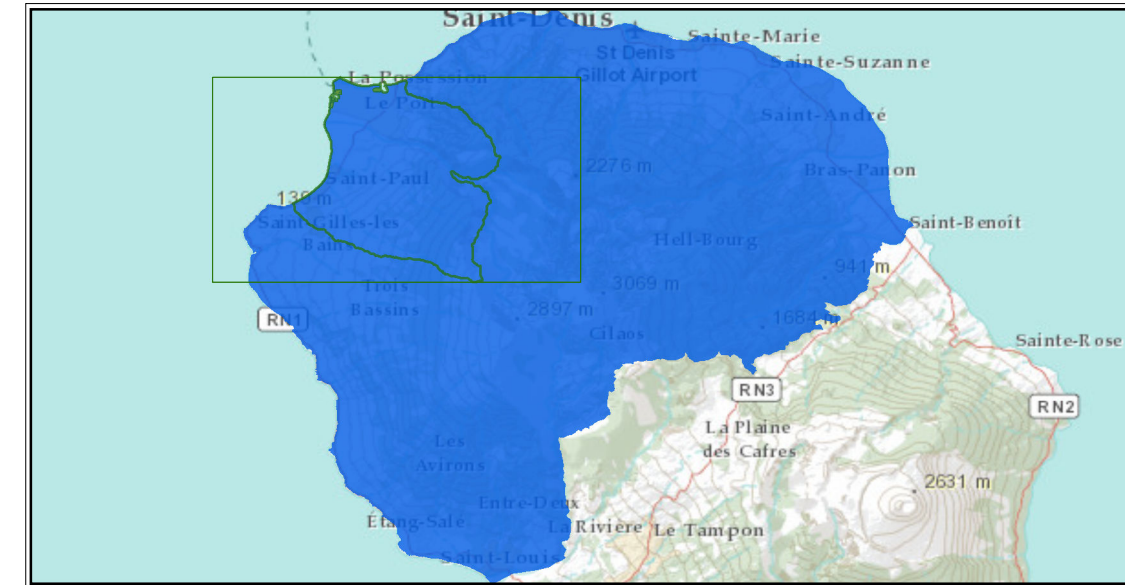 Saint-Denis
Sainte-Marie
St Denis
Gillot Airport
Sainte-Suzanne
La Possession
Le Port
Saint-André
2276 m
Bras-Panon
Saint-Paul
139 m
Saint-Gilles-les
Bains
Saint-Benoît
Hell-Bourg
941 m
Trois
Bassins
3069 m
2897 m
1684 m
RN1
Cilaos
Sainte-Rose
RN3
RN2
La Plaine
des Cafres
Les
Avirons
2631 m
Entre-Deux
Étang-Salé
La Rivière
Le Tampon
Saint-Louis